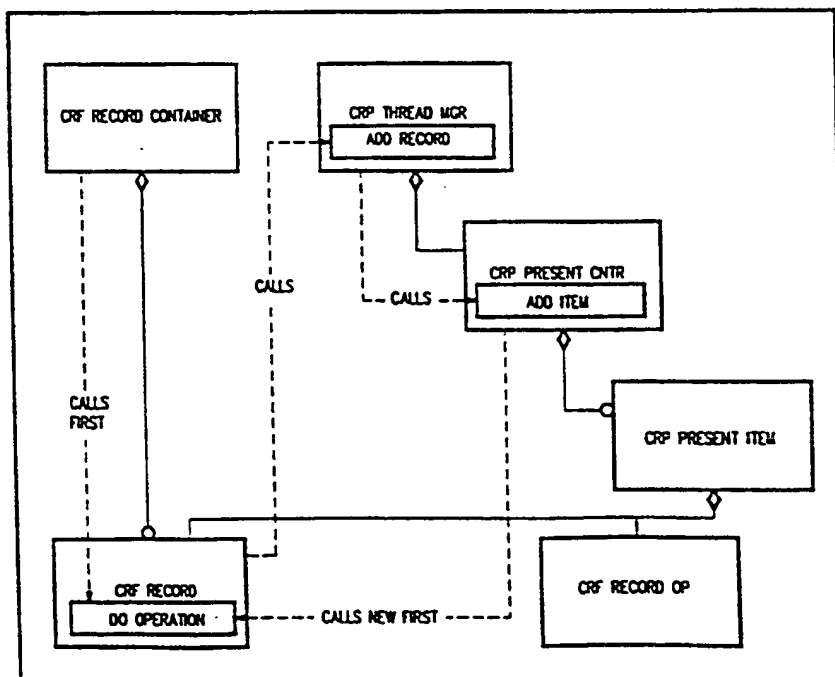 CRF RECORD CONTAINER
CRP THREAD MGR
ADD RECORD
CRP PRESENT CNTR
ADD ITEM
CALLS
CALLS
CALLS
FIRST
CRP PRESENT ITEM
CRF RECORD
DO OPERATION
CALLS NEW FIRST
CRF RECORD OP